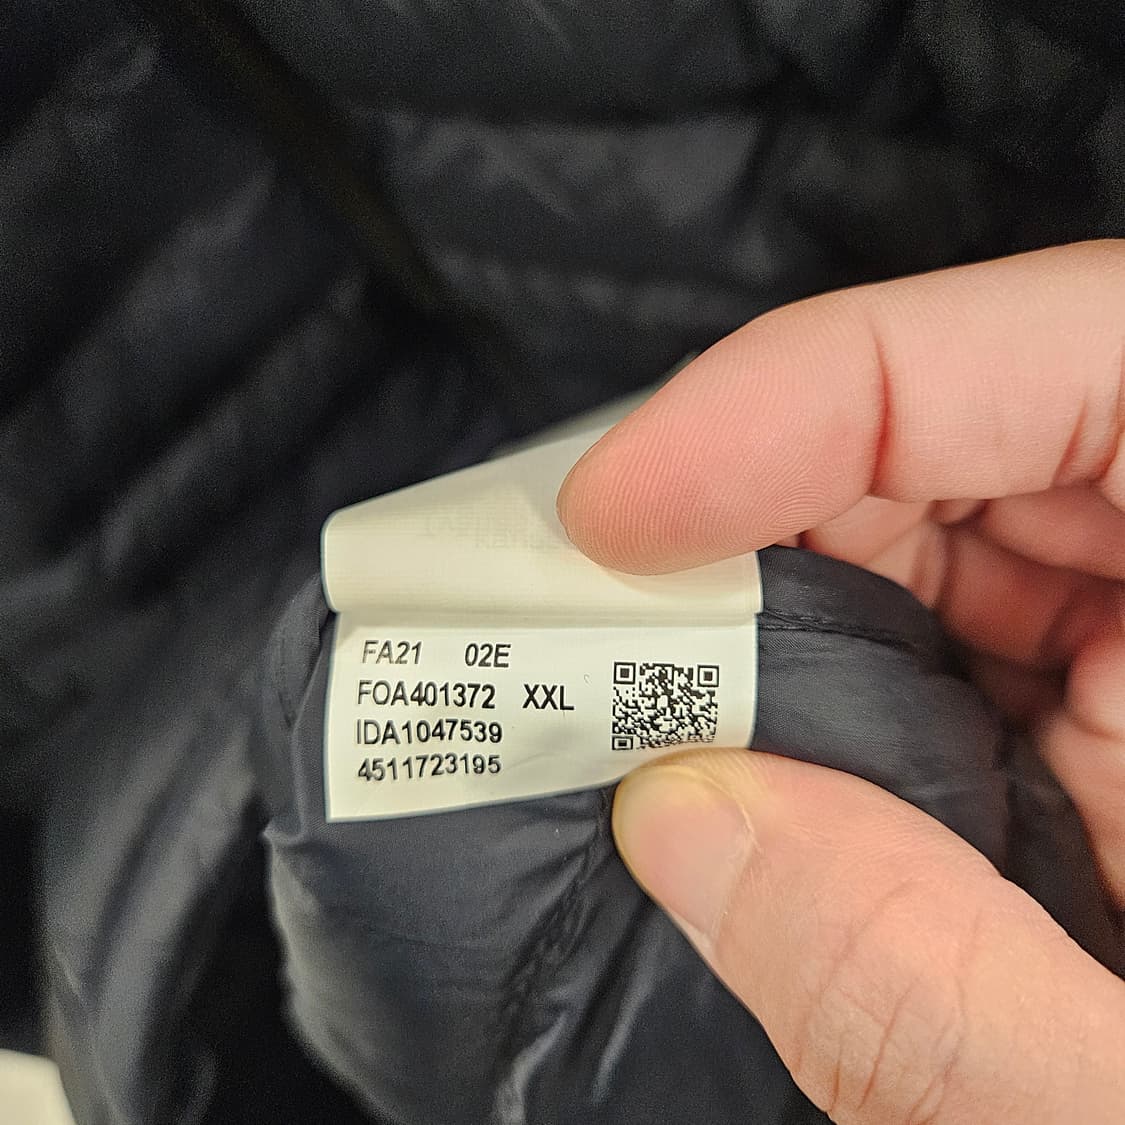 FA21 02E
FOA401372 XXL
IDA1047539
4511723195